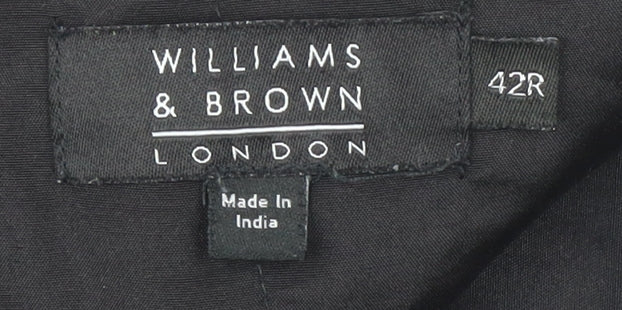 WILLIAMS
& BROWN
LONDON
42R
Made In
India